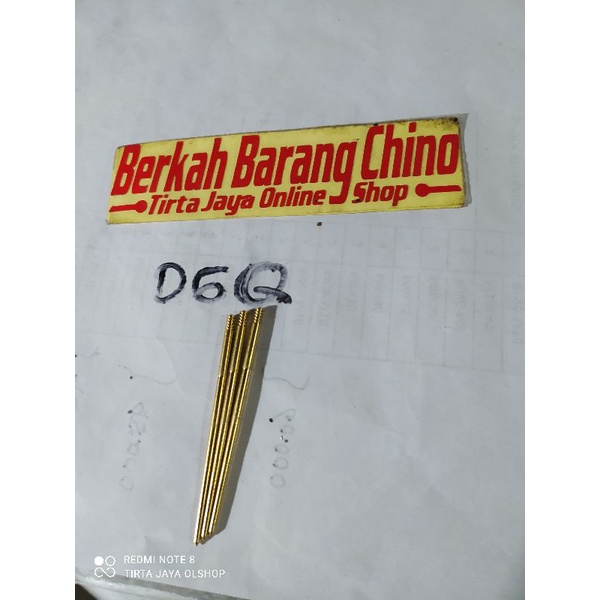 Berkah Barang Chino
Tirta Jaya Online Shop
D6Q
REDMI NOTE 8
TIRTA JAYA OLSHOP